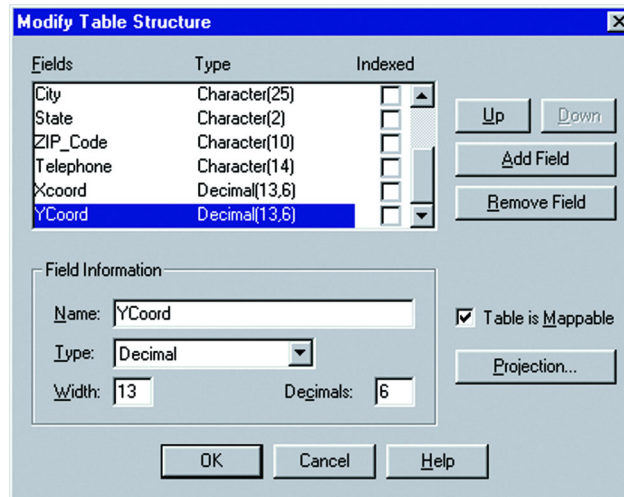 Modify Table Structure
Fields Type Indexed
City Character(25)
State Character(2)
ZIP_Code Character(10)
Telephone Character(14)
Xcoord Decimal(13,6)
YCoord Decimal(13,6)
Up Down
Add Field
Remove Field
Field Information
Name: YCoord
Type: Decimal
Width: 13 Decimals: 6
Table is Mappable
Projection...
OK Cancel Help